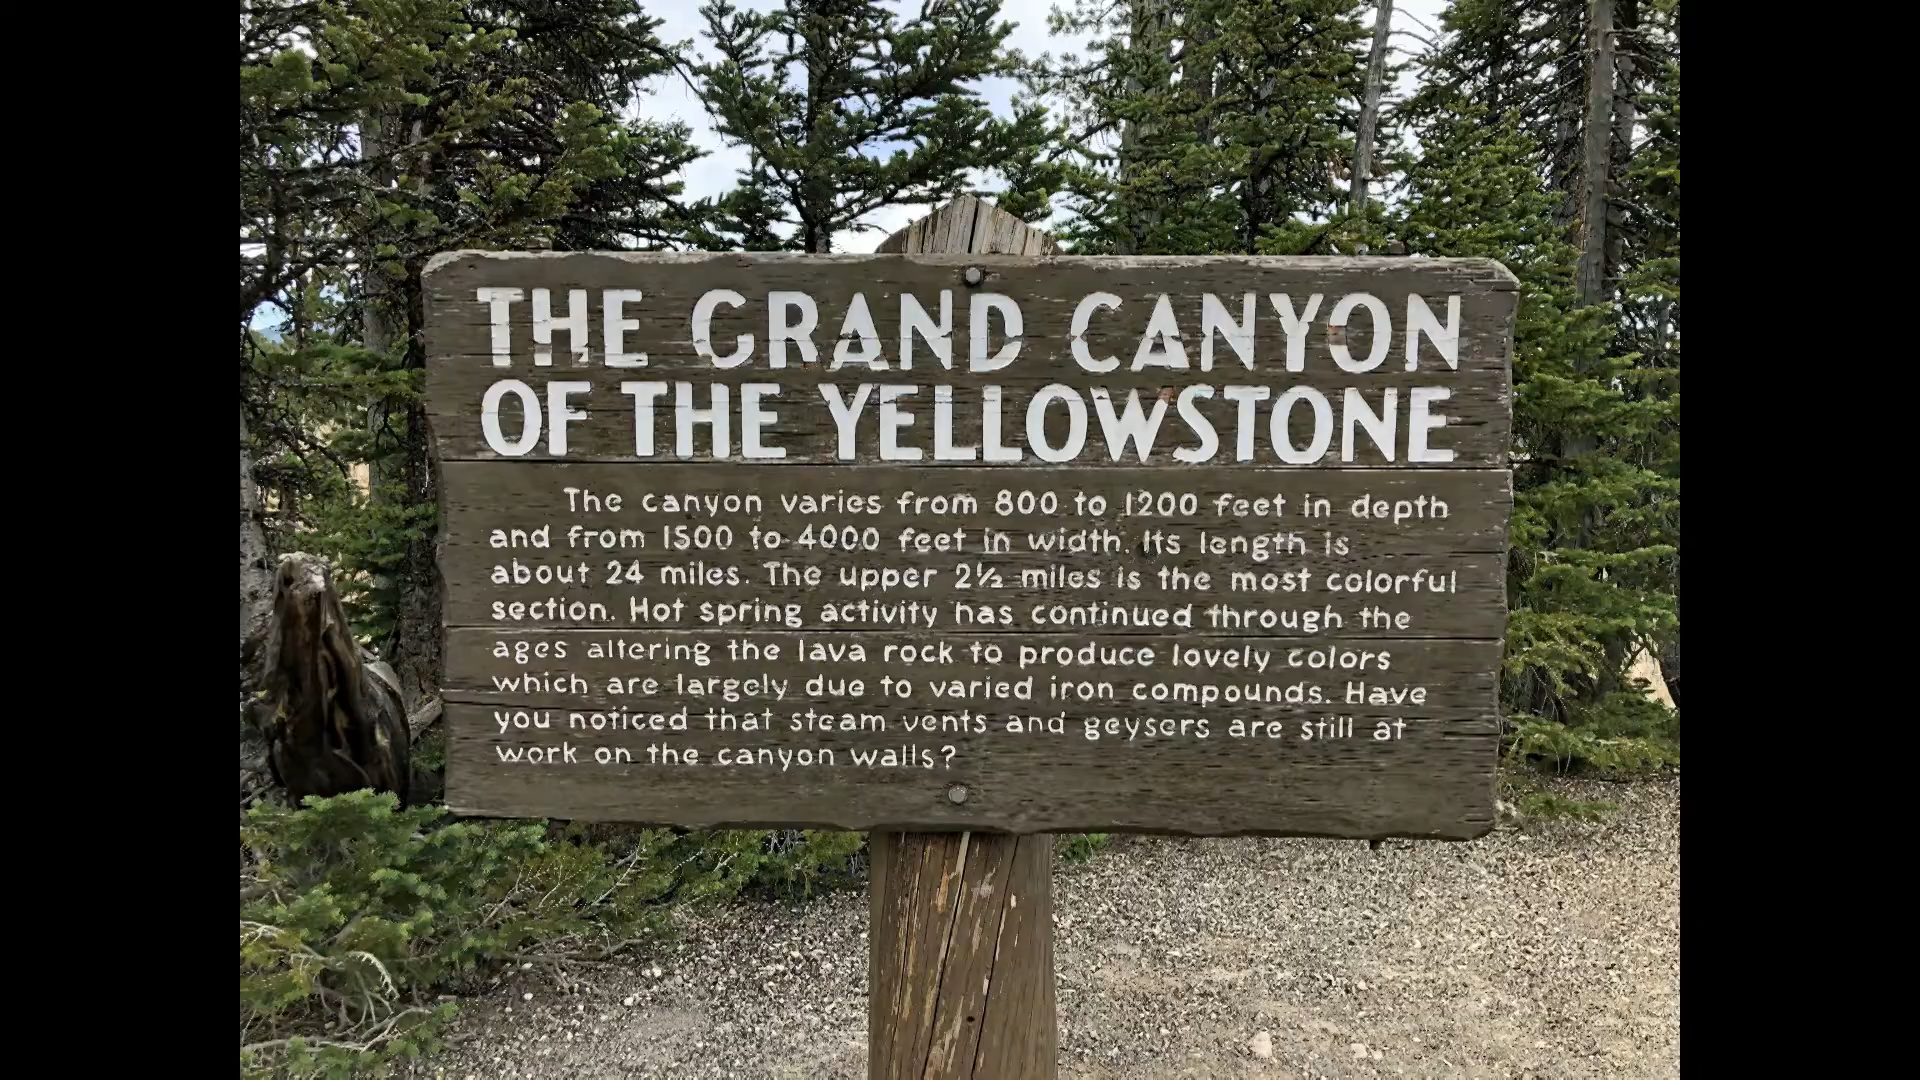 THE GRAND CANYON
OF THE YELLOWSTONE
The canyon varies from 800 to 1200 feet in depth
and from 1500 to 4000 feet in width. Its length is
about 24 miles. The upper 2½ miles is the most colorful
section. Hot spring activity has continued through the
ages altering the lava rock to produce lovely colors
which are largely due to varied iron compounds. Have
you noticed that steam vents and geysers are still at
work on the canyon walls?